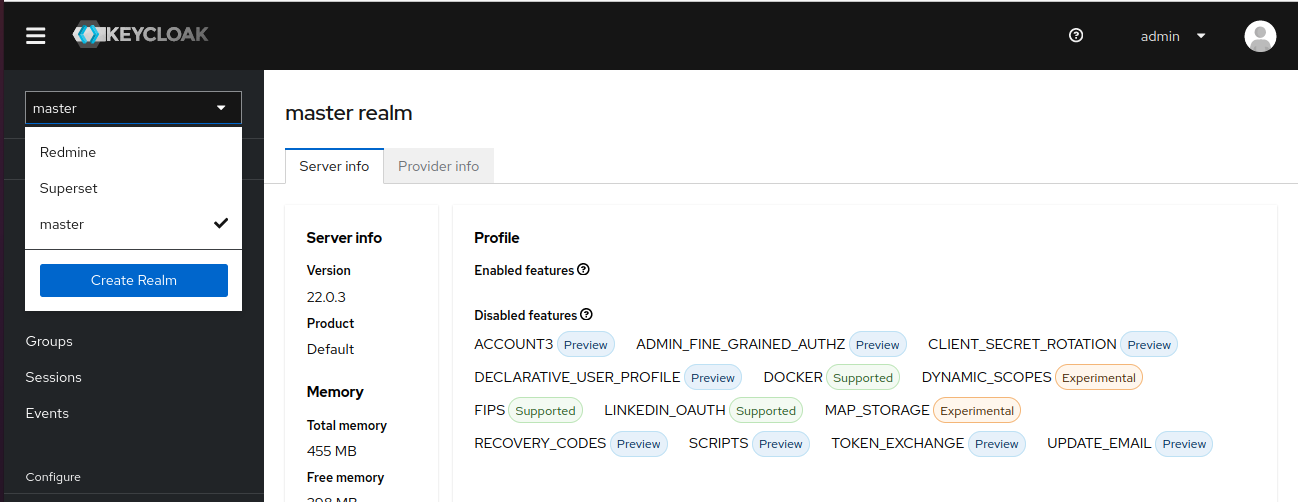 KEYCLOAK
admin
master
Redmine
Superset
master
Create Realm
Groups
Sessions
Events
Configure
master realm
Server info
Provider info
Server info
Version
22.0.3
Product
Default
Memory
Total memory
455 MB
Free memory
Profile
Enabled features
Disabled features
ACCOUNT3 Preview ADMIN_FINE_GRAINED_AUTHZ Preview CLIENT_SECRET_ROTATION Preview
DECLARATIVE_USER_PROFILE Preview DOCKER Supported DYNAMIC_SCOPES Experimental
FIPS Supported LINKEDIN_OAUTH Supported MAP_STORAGE Experimental
RECOVERY_CODES Preview SCRIPTS Preview TOKEN_EXCHANGE Preview UPDATE_EMAIL Preview